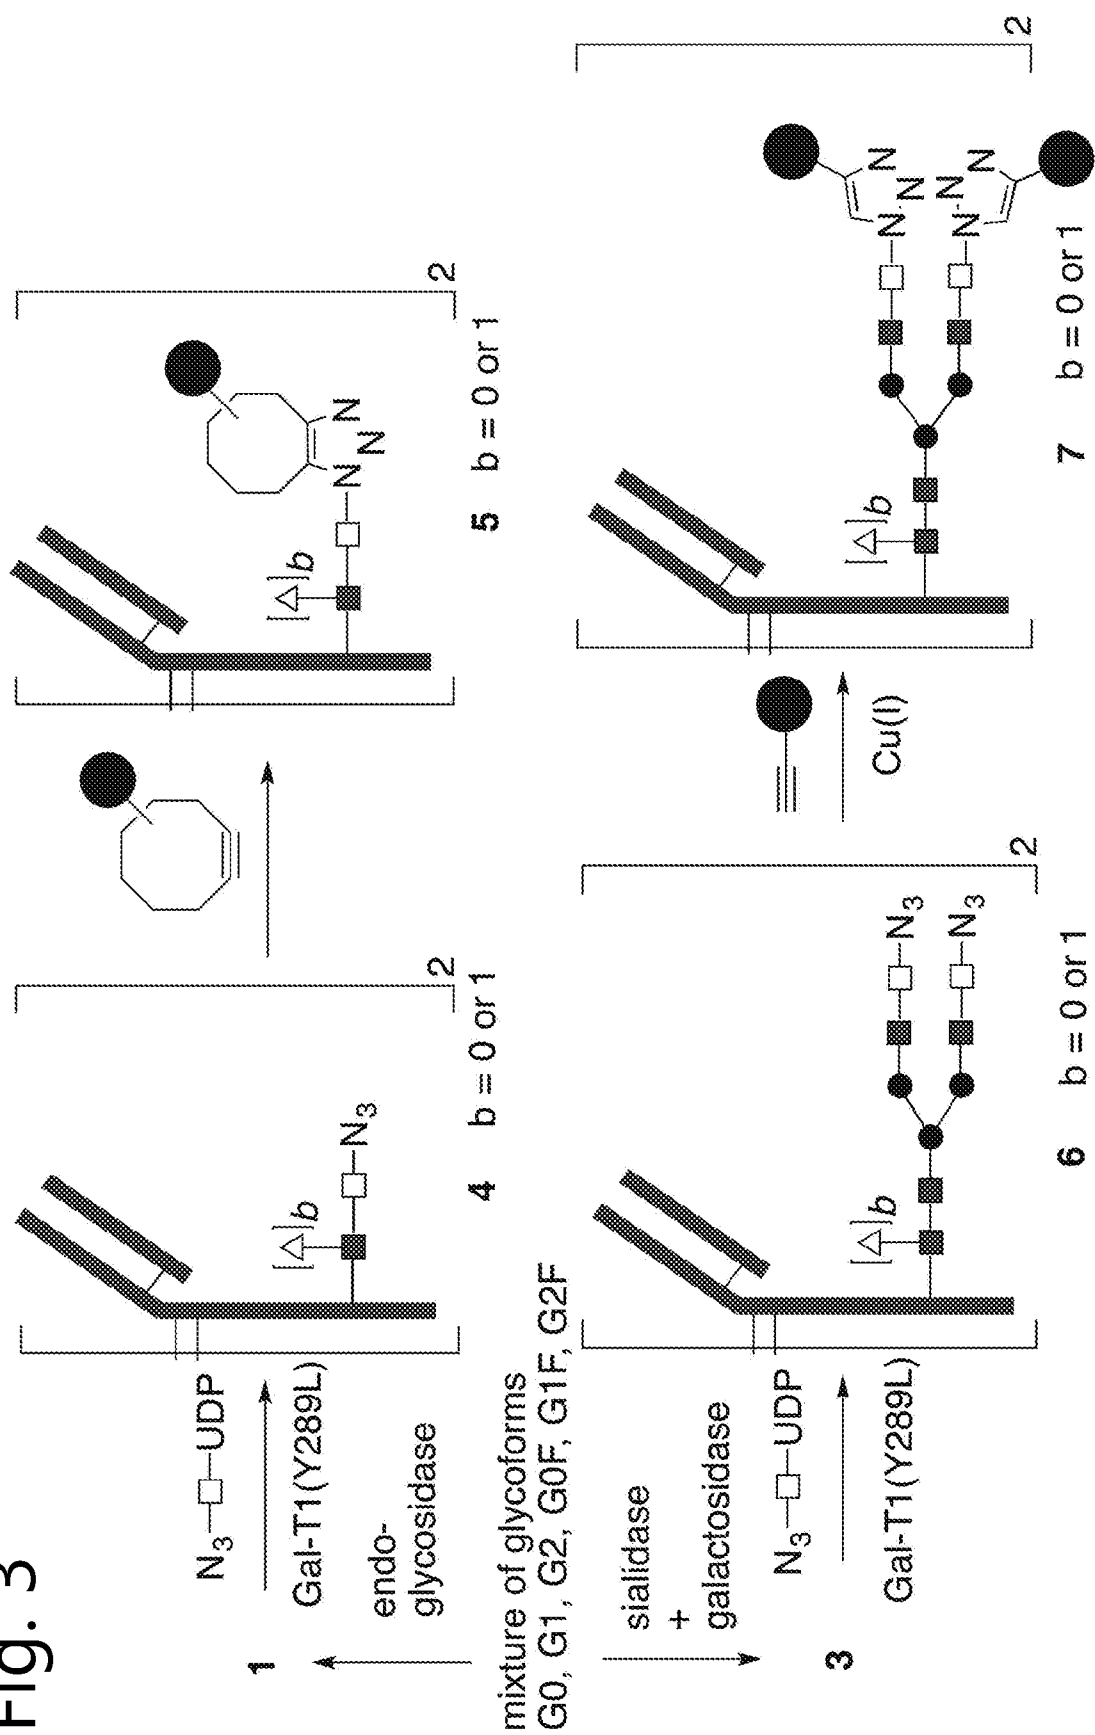 Fig. 3
1
endo-
glycosidase
mixture of glycoforms
G0, G1, G2, G0F, G1F, G2F
sialidase
+
galactosidase
3
N3 UDP
Gal-T1(Y289L)
b
N3
2
4 b = 0 or 1
b
N
N
N
2
5 b = 0 or 1
N3 UDP
Gal-T1(Y289L)
b
N3
N3
2
6 b = 0 or 1
Cu(I)
b
N
N
N
N
N
N
2
7 b = 0 or 1